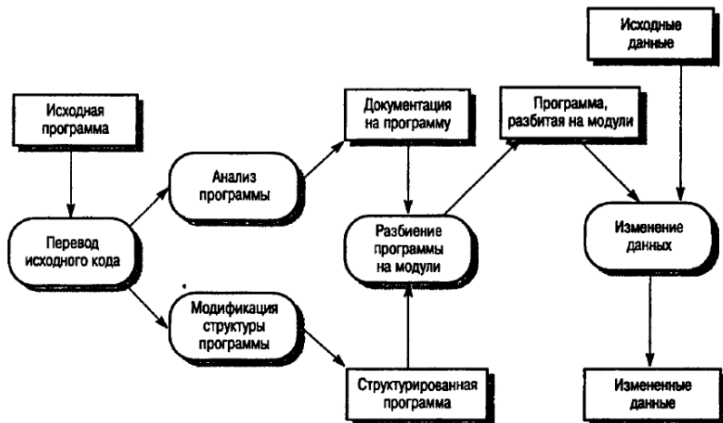 Исходные
данные
Исходная
программа
Документация
на программу
Программа,
разбитая на модули
Анализ
программы
Перевод
исходного кода
Разбиение
программы
на модули
Изменение
данных
Модификация
структуры
программы
Структурированная
программа
Измененные
данные